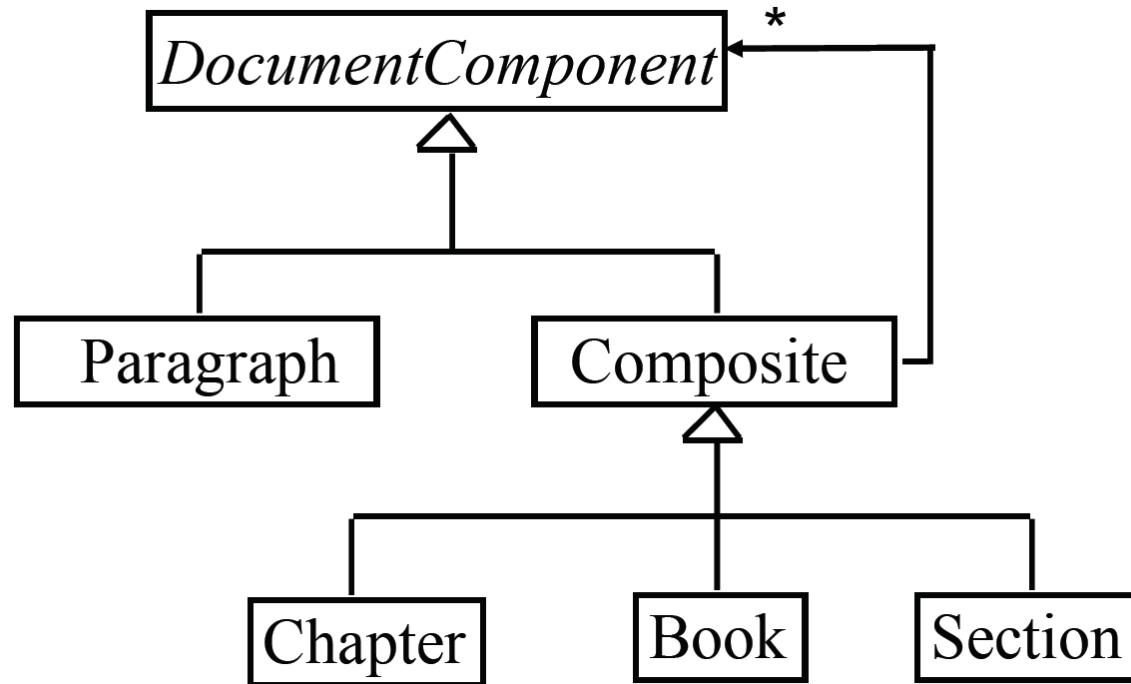 *
DocumentComponent
Paragraph
Composite
Chapter
Book
Section